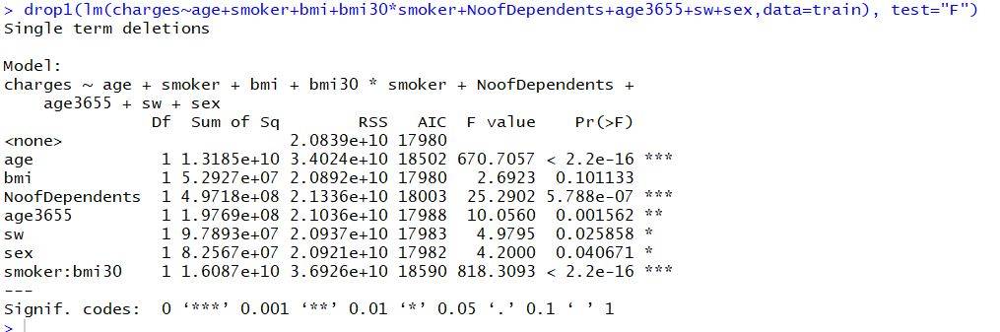 > drop1(lm(charges~age+smoker+bmi+bmi30*smoker+NoofDependents+age3655+sw+sex,data=train), test="F")
Single term deletions

Model:
charges ~ age + smoker + bmi + bmi30 * smoker + NoofDependents +
    age3655 + sw + sex
               Df  Sum of Sq        RSS   AIC  F value    Pr(>F)
<none>                       2.0839e+10 17980
age             1 1.3185e+10 3.4024e+10 18502 670.7057 < 2.2e-16 ***
bmi             1 5.2927e+07 2.0892e+10 17980   2.6923  0.101133
NoofDependents  1 4.9718e+08 2.1336e+10 18003  25.2902 5.788e-07 ***
age3655         1 1.9769e+08 2.1036e+10 17988  10.0560  0.001562 **
sw              1 9.7893e+07 2.0937e+10 17983   4.9795  0.025858 *
sex             1 8.2567e+07 2.0921e+10 17982   4.2000  0.040671 *
smoker:bmi30    1 1.6087e+10 3.6926e+10 18590 818.3093 < 2.2e-16 ***
---
Signif. codes:  0 ‘***’ 0.001 ‘**’ 0.01 ‘*’ 0.05 ‘.’ 0.1 ‘ ’ 1
>